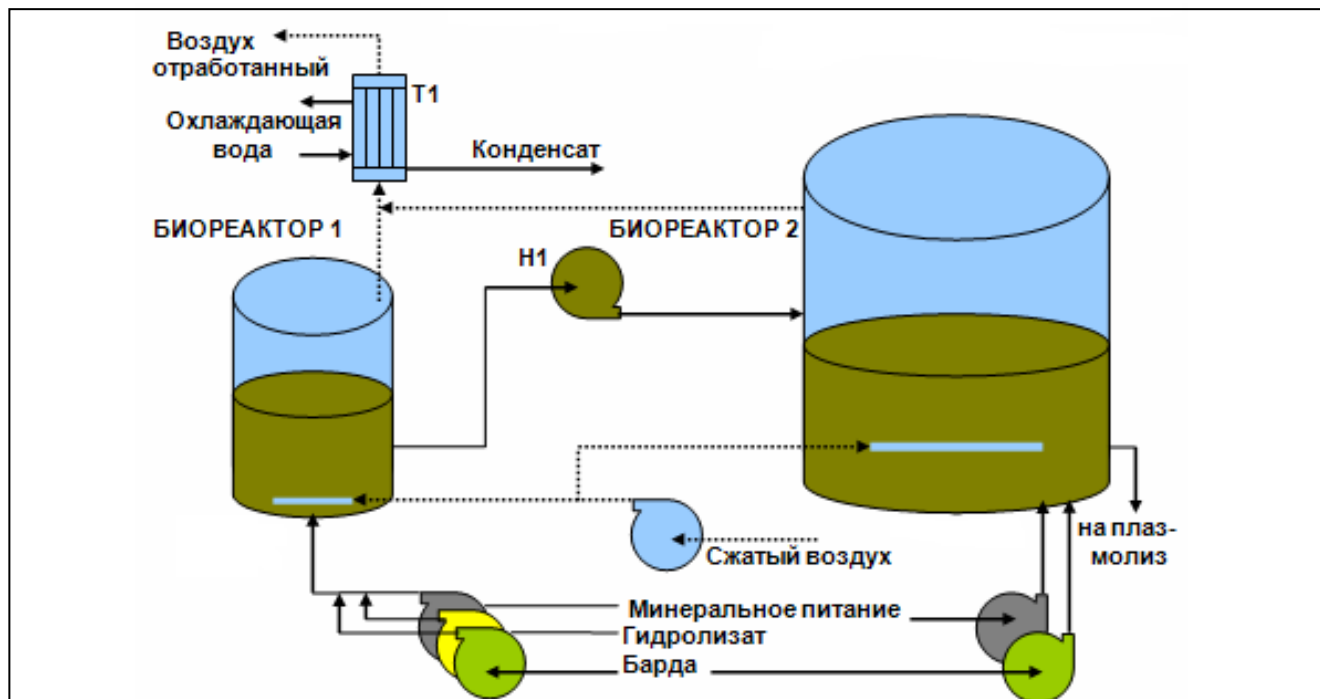 Воздух
отработанный
Т1
Охлаждающая
вода
Конденсат
БИОРЕАКТОР 1
БИОРЕАКТОР 2
Н1
Сжатый воздух
на плаз-
молиз
Минеральное питание
Гидролизат
Барда